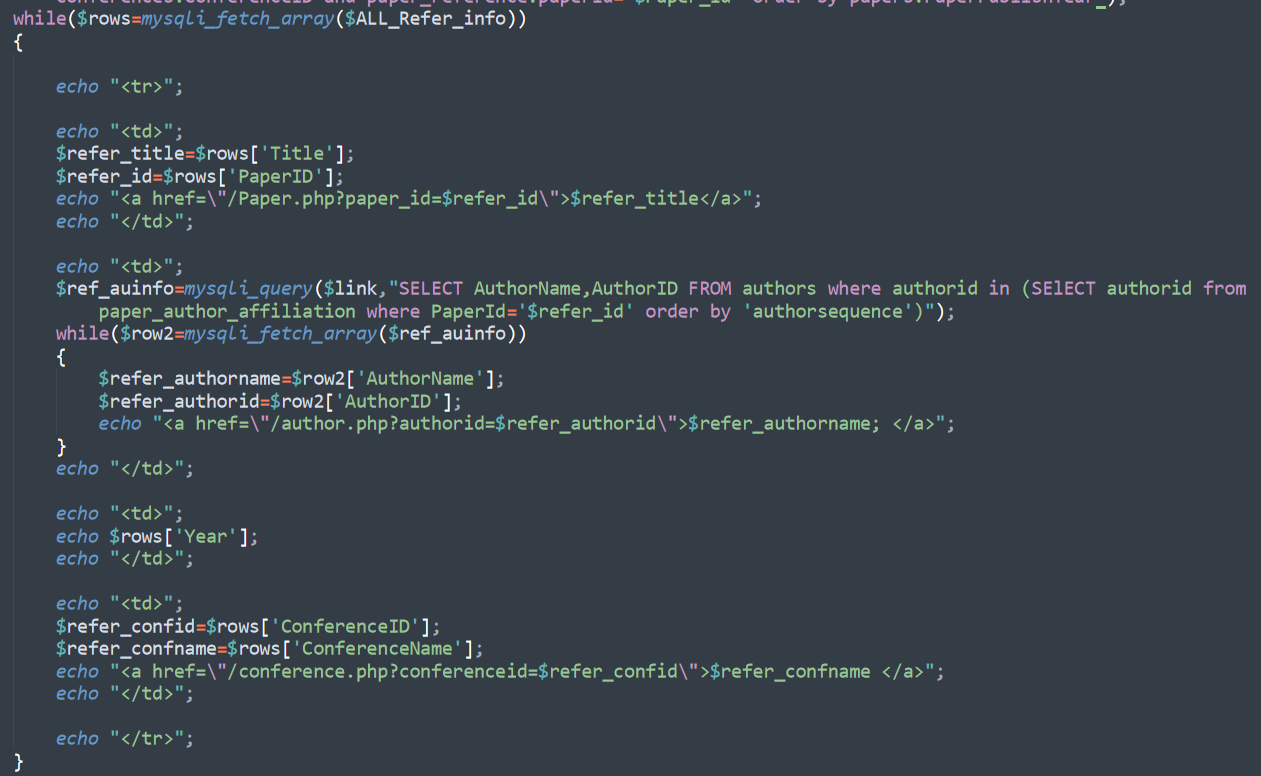 while($rows=mysqli_fetch_array($ALL_Refer_info))
{
echo "<tr>";
echo "<td>";
$refer_title=$rows['Title'];
$refer_id=$rows['PaperID'];
echo "<a href=\"/Paper.php?paper_id=$refer_id\">$refer_title</a>";
echo "</td>";
echo "<td>";
$ref_auinfo=mysqli_query($link,"SELECT AuthorName,AuthorID FROM authors where authorid in (SElECT authorid from
paper_author_affiliation where PaperId='$refer_id' order by 'authorsequence')");
while($row2=mysqli_fetch_array($ref_auinfo))
{
$refer_authorname=$row2['AuthorName'];
$refer_authorid=$row2['AuthorID'];
echo "<a href=\"/author.php?authorid=$refer_authorid\">$refer_authorname; </a>";
}
echo "</td>";
echo "<td>";
echo $rows['Year'];
echo "</td>";
echo "<td>";
$refer_confid=$rows['ConferenceID'];
$refer_confname=$rows['ConferenceName'];
echo "<a href=\"/conference.php?conferenceid=$refer_confid\">$refer_confname </a>";
echo "</td>";
echo "</tr>";
}